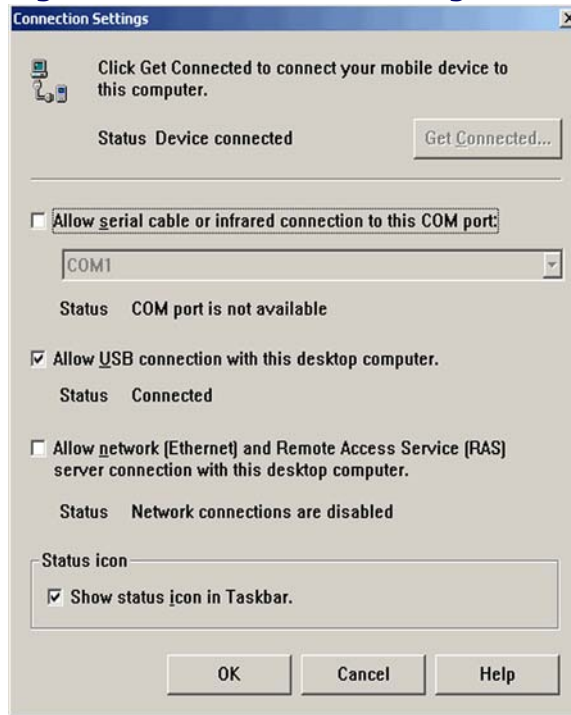 Connection Settings
Click Get Connected to connect your mobile device to
this computer.
Status Device connected
Get Connected...
Allow serial cable or infrared connection to this COM port:
COM1
Status COM port is not available
Allow USB connection with this desktop computer.
Status Connected
Allow network (Ethernet) and Remote Access Service (RAS)
server connection with this desktop computer.
Status Network connections are disabled
Status icon
Show status icon in Taskbar.
OK Cancel Help